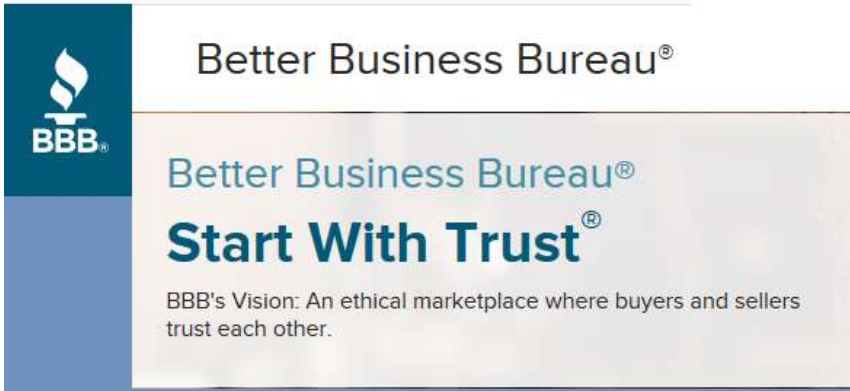 Better Business Bureau®
BBB®
Better Business Bureau®
Start With Trust®
BBB's Vision: An ethical marketplace where buyers and sellers
trust each other.